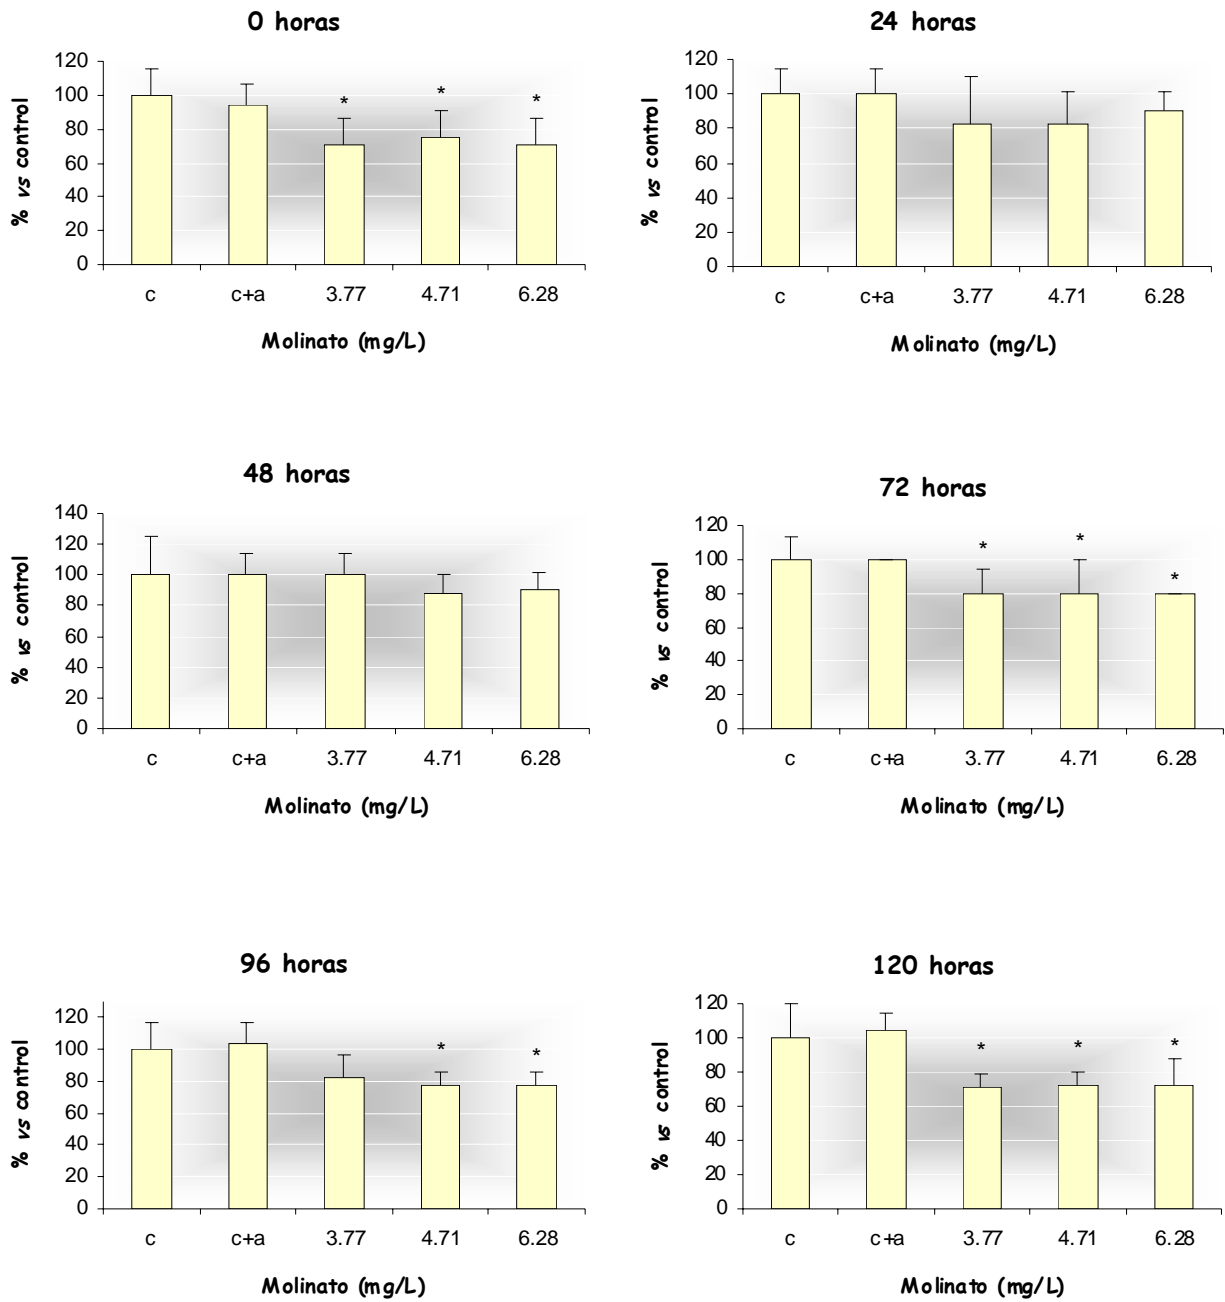 0 horas
% vs control
120
100
80
60
40
20
0
*
*
*
c c+a 3.77 4.71 6.28
Molinato (mg/L)
24 horas
% vs control
120
100
80
60
40
20
0
c c+a 3.77 4.71 6.28
Molinato (mg/L)
48 horas
% vs control
140
120
100
80
60
40
20
0
c c+a 3.77 4.71 6.28
Molinato (mg/L)
72 horas
% vs control
120
100
80
60
40
20
0
*
*
*
c c+a 3.77 4.71 6.28
Molinato (mg/L)
96 horas
% vs control
120
100
80
60
40
20
0
*
*
c c+a 3.77 4.71 6.28
Molinato (mg/L)
120 horas
% vs control
120
100
80
60
40
20
0
*
*
*
c c+a 3.77 4.71 6.28
Molinato (mg/L)